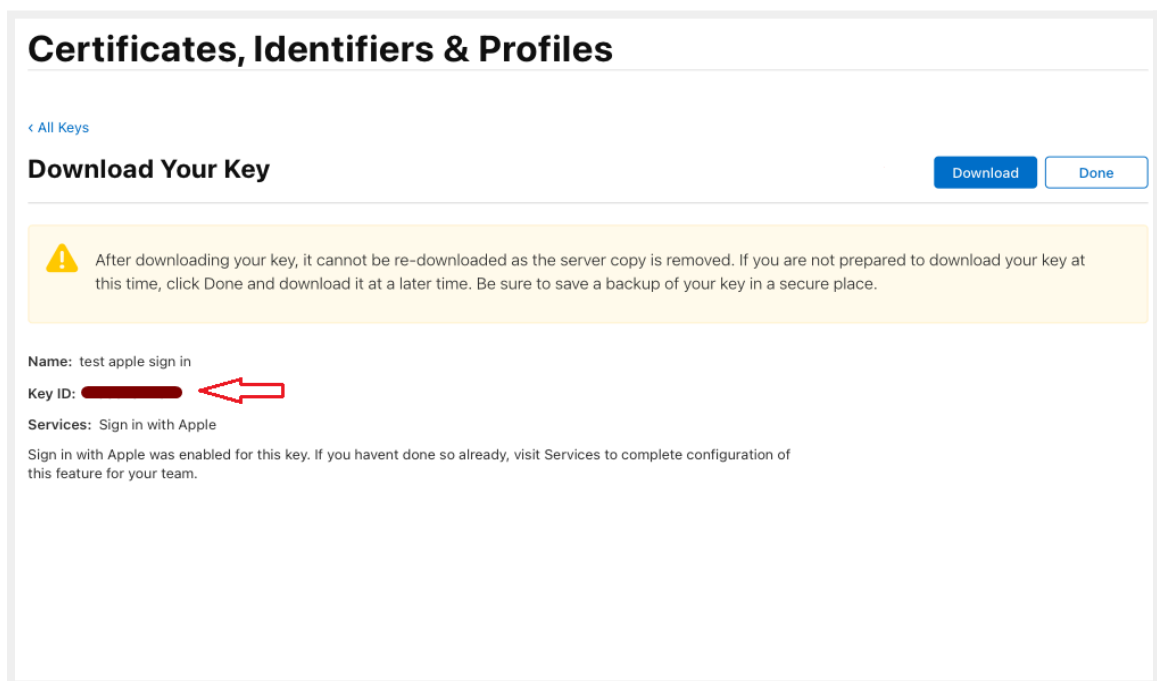 Certificates, Identifiers & Profiles
‹ All Keys
Download Your Key
Download
Done
After downloading your key, it cannot be re-downloaded as the server copy is removed. If you are not prepared to download your key at
this time, click Done and download it at a later time. Be sure to save a backup of your key in a secure place.
Name: test apple sign in
Key ID:
Services: Sign in with Apple
Sign in with Apple was enabled for this key. If you havent done so already, visit Services to complete configuration of
this feature for your team.